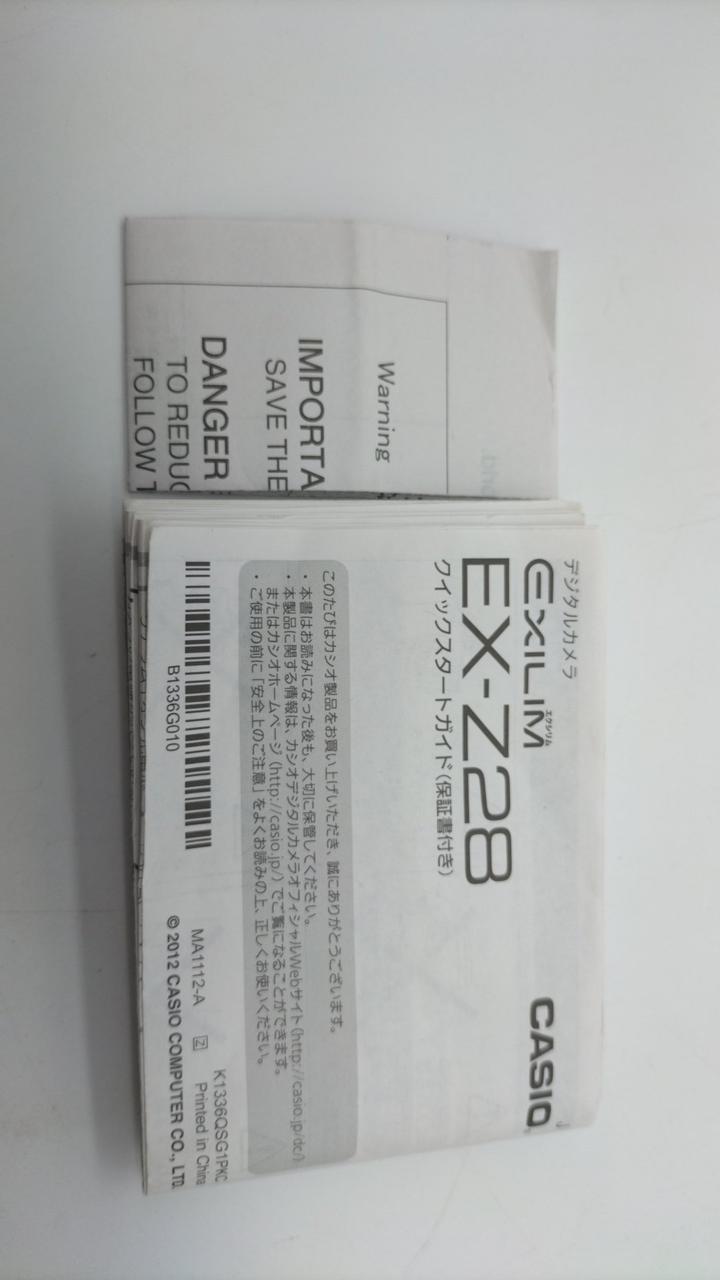 デジタルカメラ
CASIO
J
エクシリム
EXILIM
EX-Z28
クイックスタートガイド(保証書付き)
このたびはカシオ製品をお買い上げいただき、誠にありがとうございます。
・本書はお読みになった後も、大切に保管してください。
・本製品に関する情報は、カシオデジタルカメラオフィシャルWebサイト(http://casio.jp/dc/)
またはカシオホームページ(http://casio.jp/)でご覧になることができます。
・ご使用の前に「安全上のご注意」をよくお読みの上、正しくお使いください。
B1336G010
K1336QSG1PKC
MA1112-A Z Printed in China
© 2012 CASIO COMPUTER CO., LTD.
Warning
IMPORTA
SAVE THE
DANGER
TO REDUC
FOLLOW T